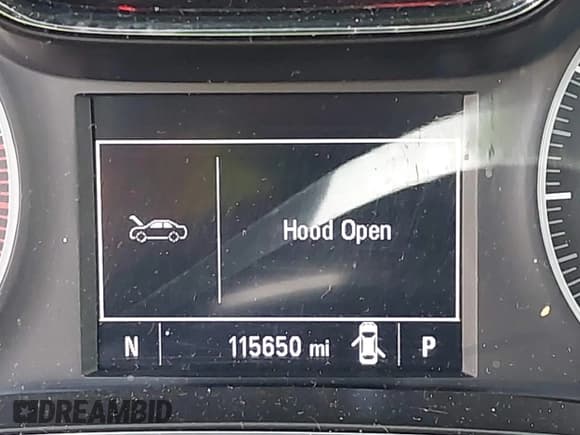 Hood Open
N 115650 mi P
DREAMBID